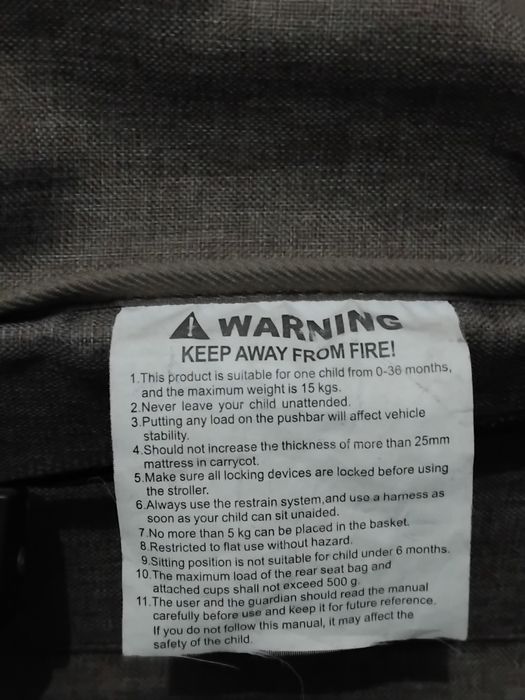 WARNING
KEEP AWAY FROM FIRE!
1.This product is suitable for one child from 0-36 months,
and the maximum weight is 15 kgs.
2.Never leave your child unattended.
3.Putting any load on the pushbar will affect vehicle
stability.
4.Should not increase the thickness of more than 25mm
mattress in carrycot.
5.Make sure all locking devices are locked before using
the stroller.
6.Always use the restrain system,and use a harness as
soon as your child can sit unaided.
7.No more than 5 kg can be placed in the basket.
8.Restricted to flat use without hazard.
9.Sitting position is not suitable for child under 6 months.
10.The maximum load of the rear seat bag and
attached cups shall not exceed 500 g.
11.The user and the guardian should read the manual
carefully before use and keep it for future reference.
If you do not follow this manual, it may affect the
safety of the child.